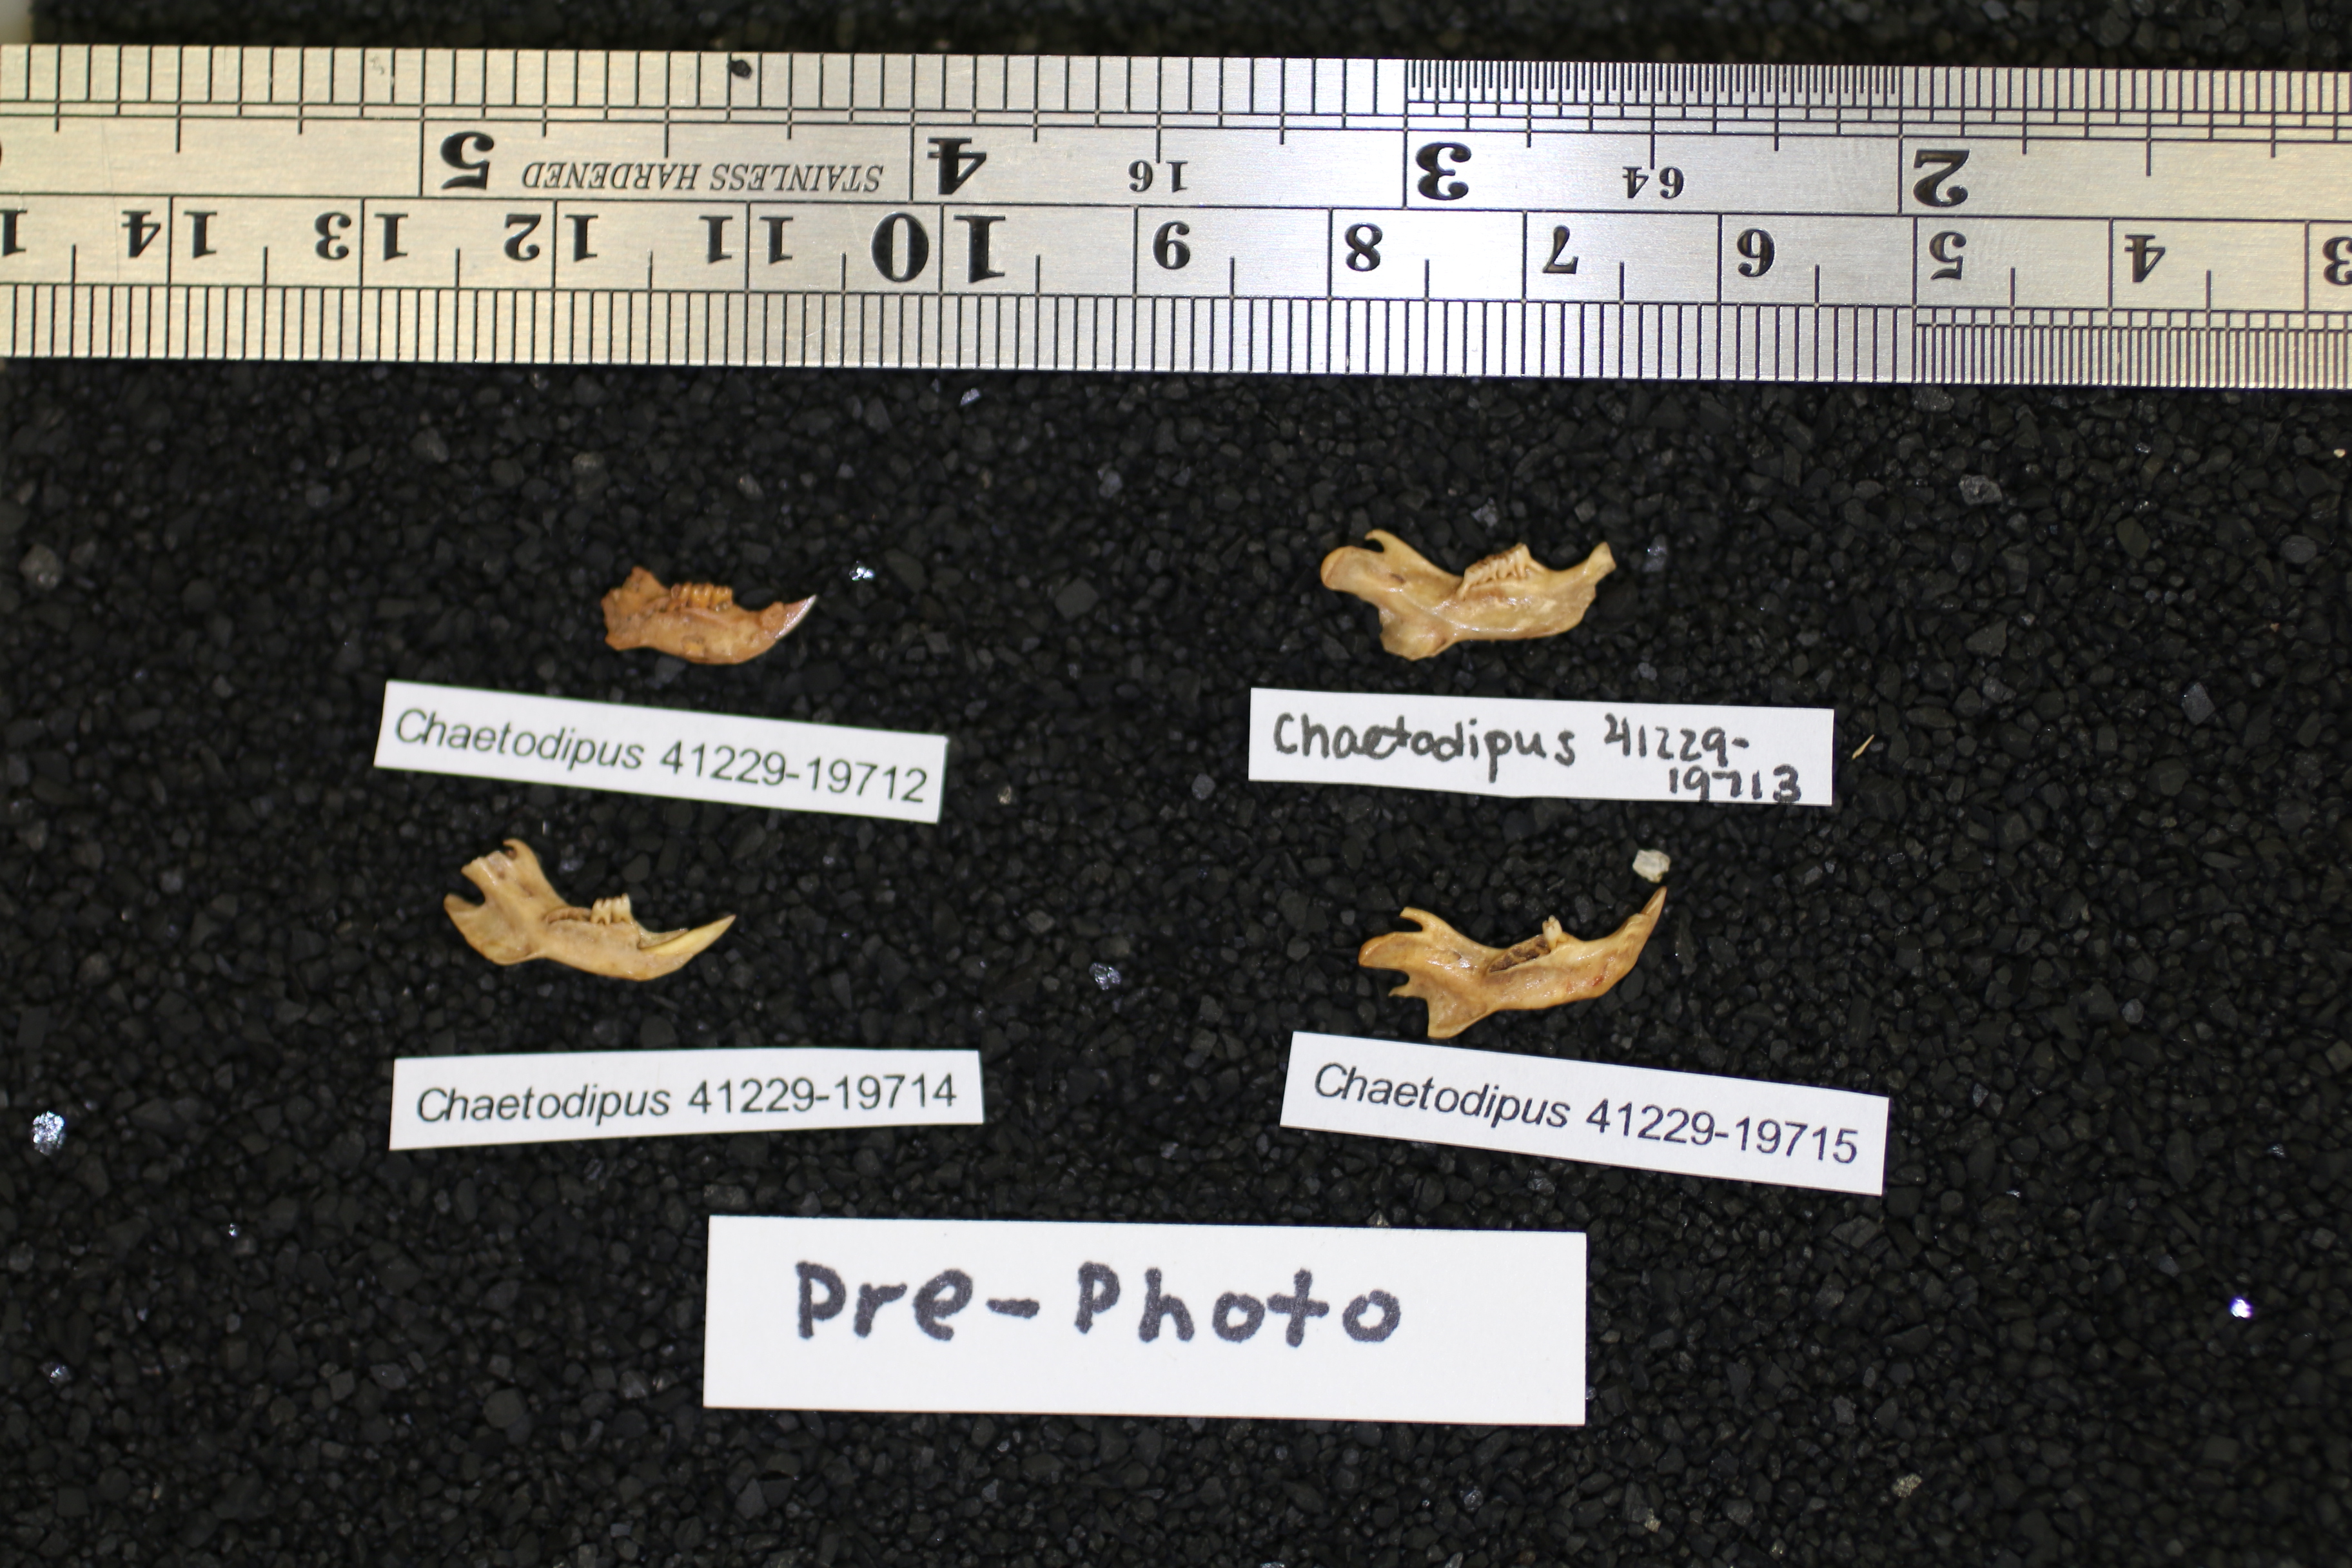 5 STAINLESS HARDENED 4 16 3 64 2
14 13 12 11 10 9 8 7 6 5 4 3
Chaetodipus 41229-19712
Chaetodipus 41229-
19713
Chaetodipus 41229-19714
Chaetodipus 41229-19715
Pre-Photo